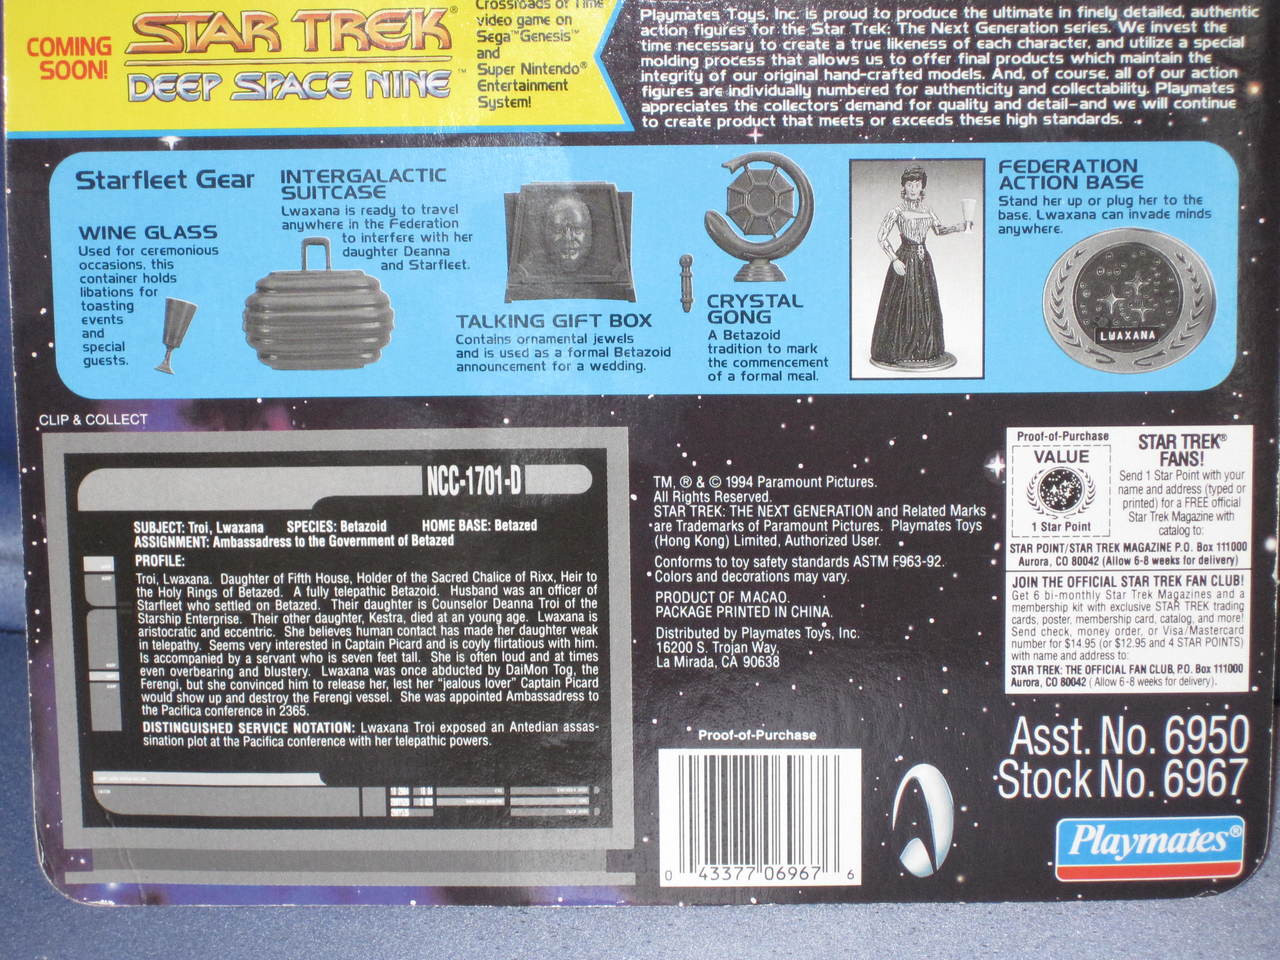 COMING
SOON!
STAR TREK®
DEEP SPACE NINE™
Crossroads of Time
video game on
Sega™ Genesis™
and
Super Nintendo®
Entertainment
System!
Playmates Toys, Inc. is proud to produce the ultimate in finely detailed, authentic
action figures for the Star Trek: The Next Generation series. We invest the
time necessary to create a true likeness of each character, and utilize a special
molding process that allows us to offer final products which maintain the
integrity of our original hand-crafted models. And, of course, all of our action
figures are individually numbered for authenticity and collectability. Playmates
appreciates the collectors' demand for quality and detail—and we will continue
to create product that meets or exceeds these high standards.
Starfleet Gear
WINE GLASS
Used for ceremonious
occasions, this
container holds
libations for
toasting
events
and
special
guests.
INTERGALACTIC
SUITCASE
Lwaxana is ready to travel
anywhere in the Federation
to interfere with her
daughter Deanna
and Starfleet.
TALKING GIFT BOX
Contains ornamental jewels
and is used as a formal Betazoid
announcement for a wedding.
CRYSTAL
GONG
A Betazoid
tradition to mark
the commencement
of a formal meal.
FEDERATION
ACTION BASE
Stand her up or plug her to the
base, Lwaxana can invade minds
anywhere.
LWAXANA
CLIP & COLLECT
NCC-1701-D
SUBJECT: Troi, Lwaxana SPECIES: Betazoid HOME BASE: Betazed
ASSIGNMENT: Ambassadress to the Government of Betazed
PROFILE:
Troi, Lwaxana. Daughter of Fifth House, Holder of the Sacred Chalice of Rixx, Heir to
the Holy Rings of Betazed. A fully telepathic Betazoid. Husband was an officer of
Starfleet who settled on Betazed. Their daughter is Counselor Deanna Troi of the
Starship Enterprise. Their other daughter, Kestra, died at an young age. Lwaxana is
aristocratic and eccentric. She believes human contact has made her daughter weak
in telepathy. Seems very interested in Captain Picard and is coyly flirtatious with him.
Is accompanied by a servant who is seven feet tall. She is often loud and at times
even overbearing and blustery. Lwaxana was once abducted by DaiMon Tog, the
Ferengi, but she convinced him to release her, lest her "jealous lover" Captain Picard
would show up and destroy the Ferengi vessel. She was appointed Ambassadress to
the Pacifica conference in 2365.
DISTINGUISHED SERVICE NOTATION: Lwaxana Troi exposed an Antedian assas-
sination plot at the Pacifica conference with her telepathic powers.
TM, ® & © 1994 Paramount Pictures.
All Rights Reserved.
STAR TREK: THE NEXT GENERATION and Related Marks
are Trademarks of Paramount Pictures. Playmates Toys
(Hong Kong) Limited, Authorized User.
Conforms to toy safety standards ASTM F963-92.
Colors and decorations may vary.
PRODUCT OF MACAO.
PACKAGE PRINTED IN CHINA.
Distributed by Playmates Toys, Inc.
16200 S. Trojan Way,
La Mirada, CA 90638
Proof-of-Purchase
0 43377 06967 6
Proof-of-Purchase
VALUE
1 Star Point
STAR TREK®
FANS!
Send 1 Star Point with your
name and address (typed or
printed) for a FREE official
Star Trek Magazine with
catalog to:
STAR POINT/STAR TREK MAGAZINE P.O. Box 111000
Aurora, CO 80042 (Allow 6-8 weeks for delivery)
JOIN THE OFFICIAL STAR TREK FAN CLUB!
Get 6 bi-monthly Star Trek Magazines and a
membership kit with exclusive STAR TREK trading
cards, poster, membership card, catalog, and more!
Send check, money order, or Visa/Mastercard
number for $14.95 (or $12.95 and 4 STAR POINTS)
with name and address to:
STAR TREK: THE OFFICIAL FAN CLUB, P.O. Box 111000
Aurora, CO 80042 ( Allow 6-8 weeks for delivery).
Asst. No. 6950
Stock No. 6967
Playmates®